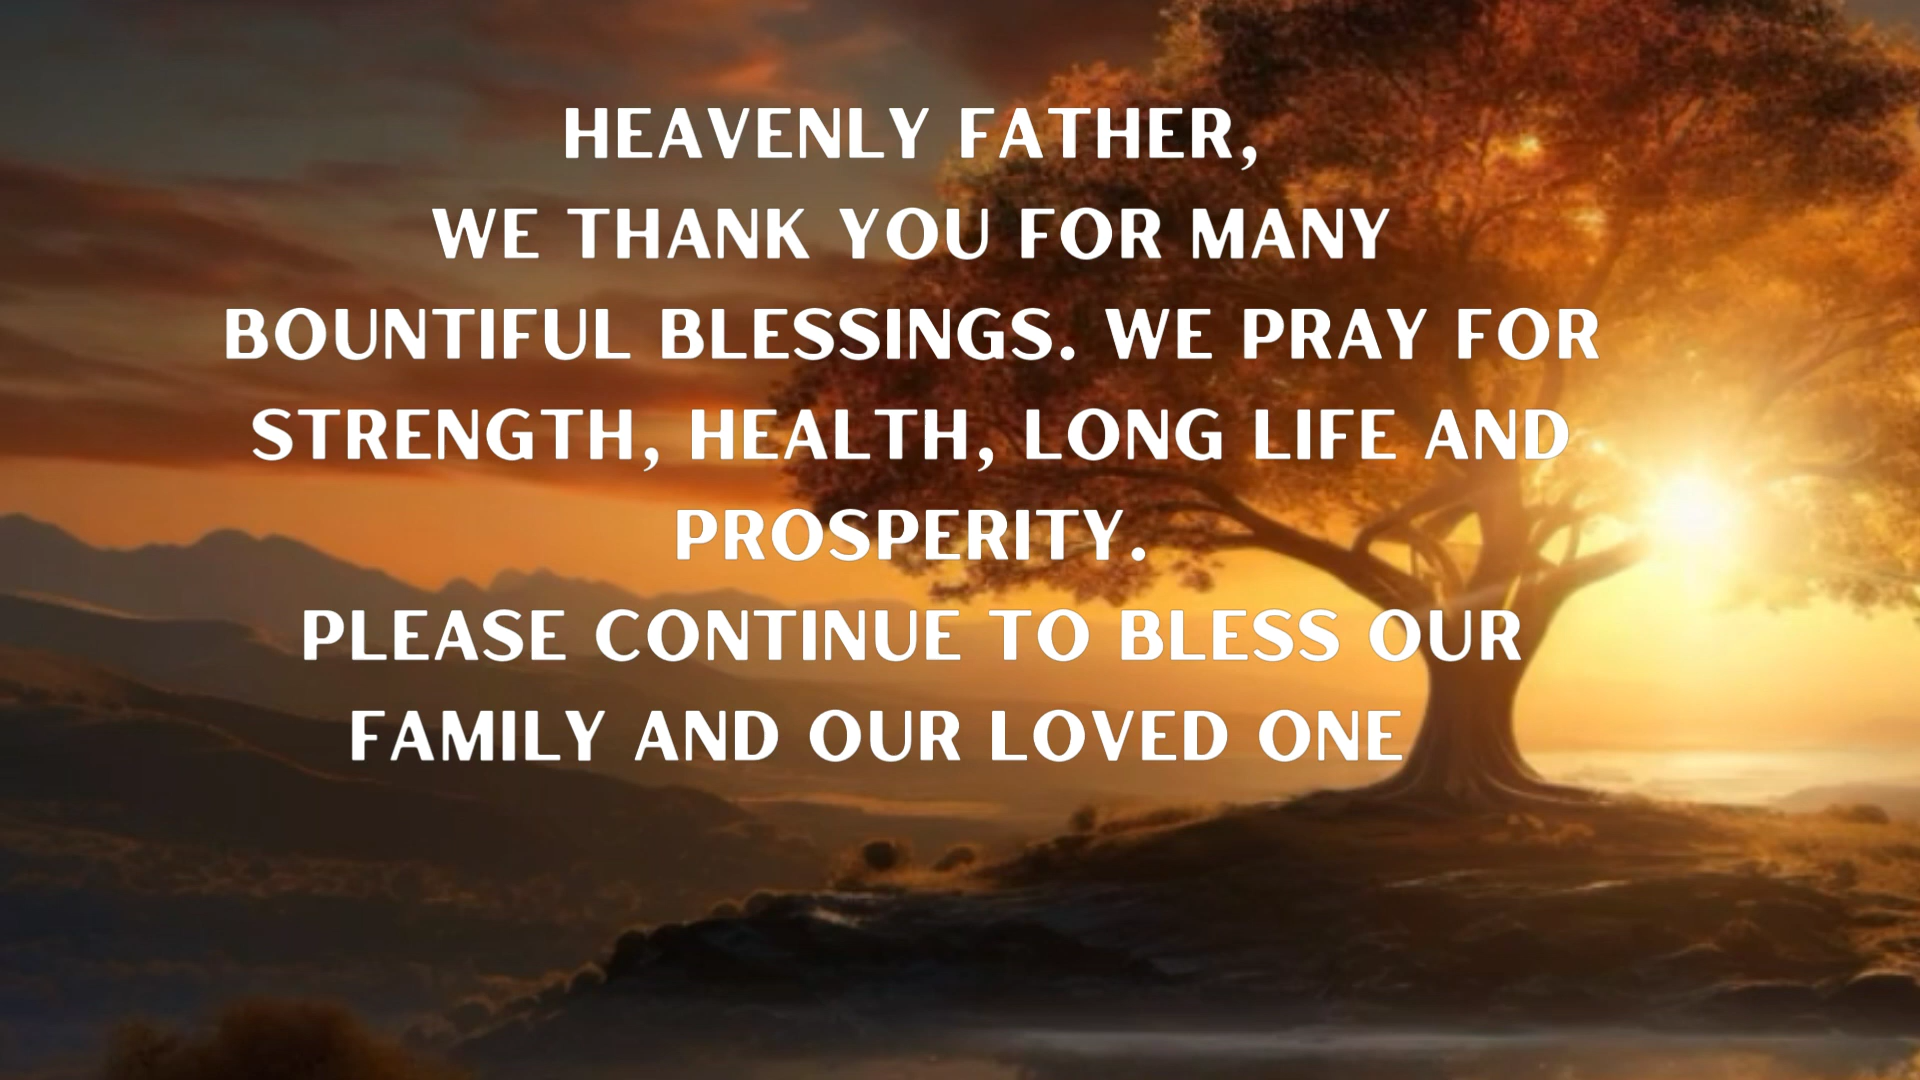 HEAVENLY FATHER,
WE THANK YOU FOR MANY
BOUNTIFUL BLESSINGS. WE PRAY FOR
STRENGTH, HEALTH, LONG LIFE AND
PROSPERITY.
PLEASE CONTINUE TO BLESS OUR
FAMILY AND OUR LOVED ONE